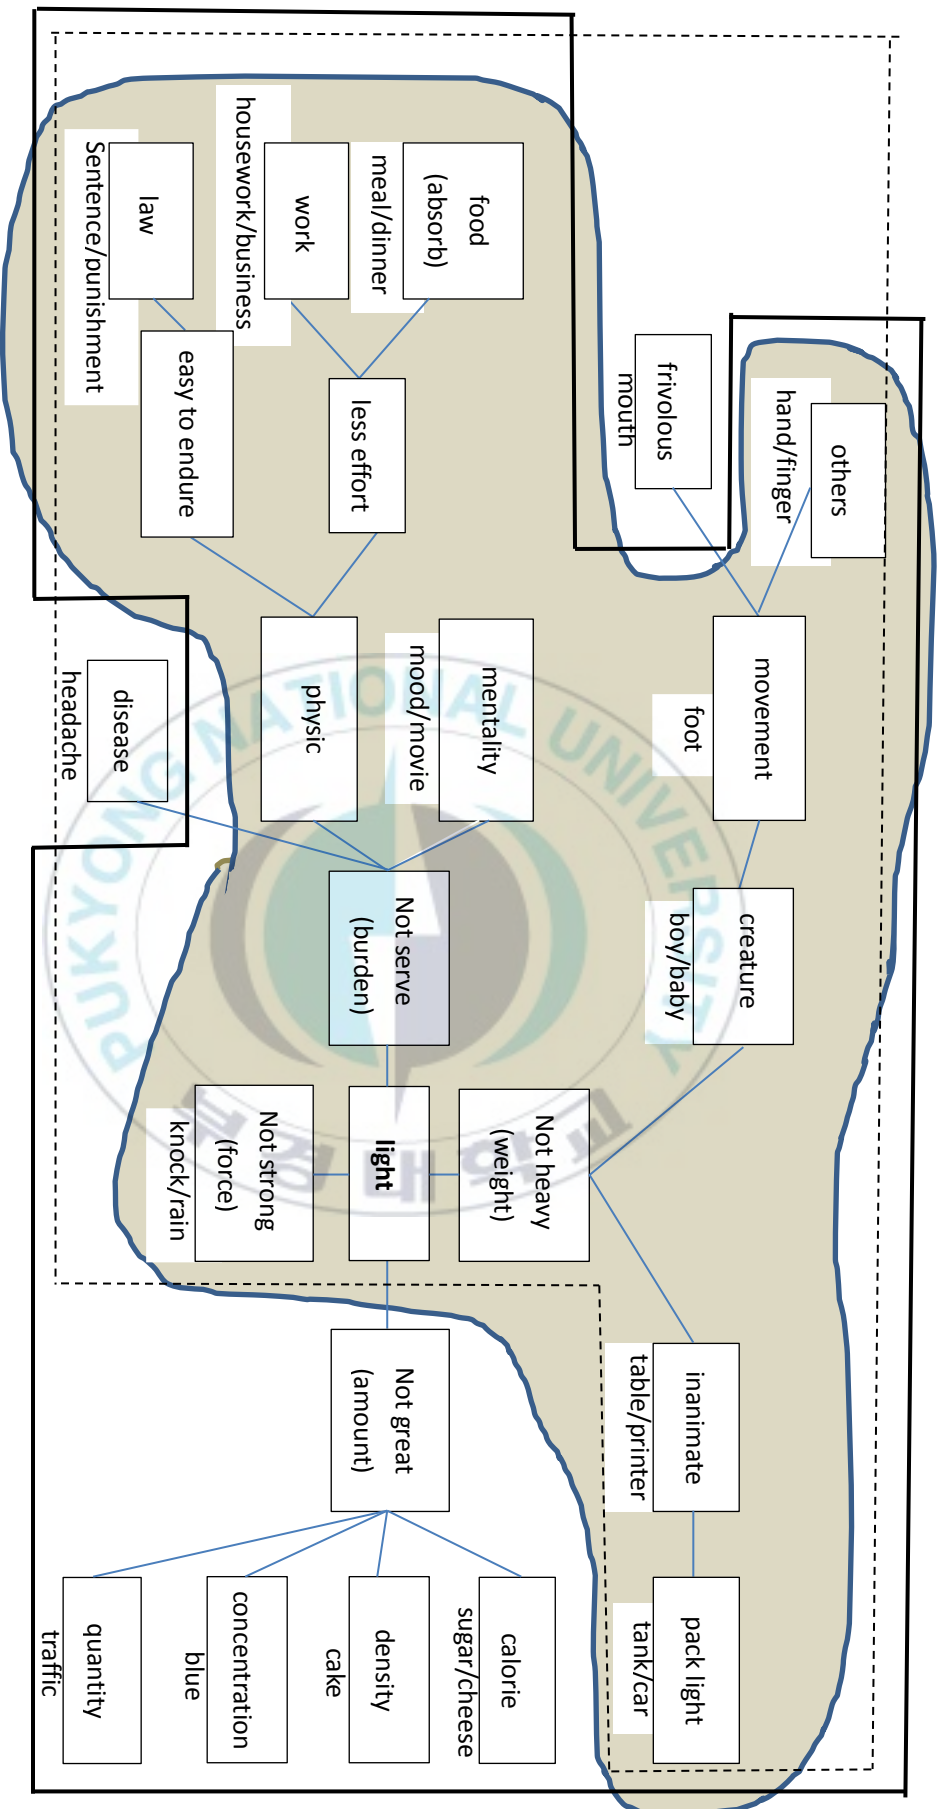 others
hand/finger
movement
foot
creature
boy/baby
inanimate
table/printer
pack light
tank/car
frivolous
mouth
food
(absorb)
meal/dinner
mentality
mood/movie
Not heavy
(weight)
calorie
sugar/cheese
less effort
Not serve
(burden)
light
Not great
(amount)
density
cake
work
housework/business
physic
Not strong
(force)
knock/rain
concentration
blue
law
Sentence/punishment
easy to endure
disease
headache
quantity
traffic
PUKYONG NATIONAL UNIVERSITY